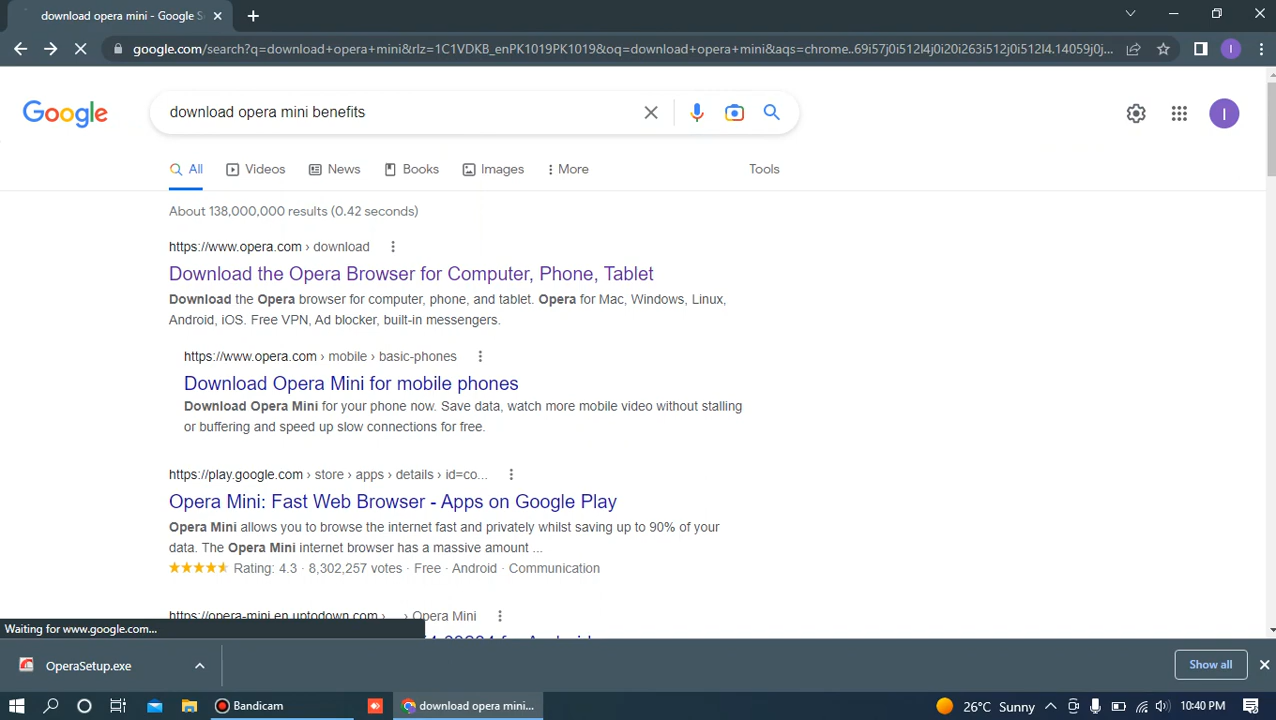 download opera mini - Google S
google.com/search?q=download+opera+mini&rlz=1C1VDKB_enPK1019PK1019&oq=download+opera+mini&aqs=chrome..69i57j0i512l4j0i20i263i512j0i512l4.14059j0j...
I
Google
download opera mini benefits
I
All
Videos
News
Books
Images
More
Tools
About 138,000,000 results (0.42 seconds)
https://www.opera.com › download
Download the Opera Browser for Computer, Phone, Tablet
Download the Opera browser for computer, phone, and tablet. Opera for Mac, Windows, Linux,
Android, iOS. Free VPN, Ad blocker, built-in messengers.
https://www.opera.com › mobile › basic-phones
Download Opera Mini for mobile phones
Download Opera Mini for your phone now. Save data, watch more mobile video without stalling
or buffering and speed up slow connections for free.
https://play.google.com › store › apps › details › id=co...
Opera Mini: Fast Web Browser - Apps on Google Play
Opera Mini allows you to browse the internet fast and privately whilst saving up to 90% of your
data. The Opera Mini internet browser has a massive amount ...
Rating: 4.3 · 8,302,257 votes · Free · Android · Communication
https://opera-mini.en.uptodown.com › ... › Opera Mini
for Android
Waiting for www.google.com...
OperaSetup.exe
Show all
Bandicam
download opera mini...
26°C Sunny
10:40 PM